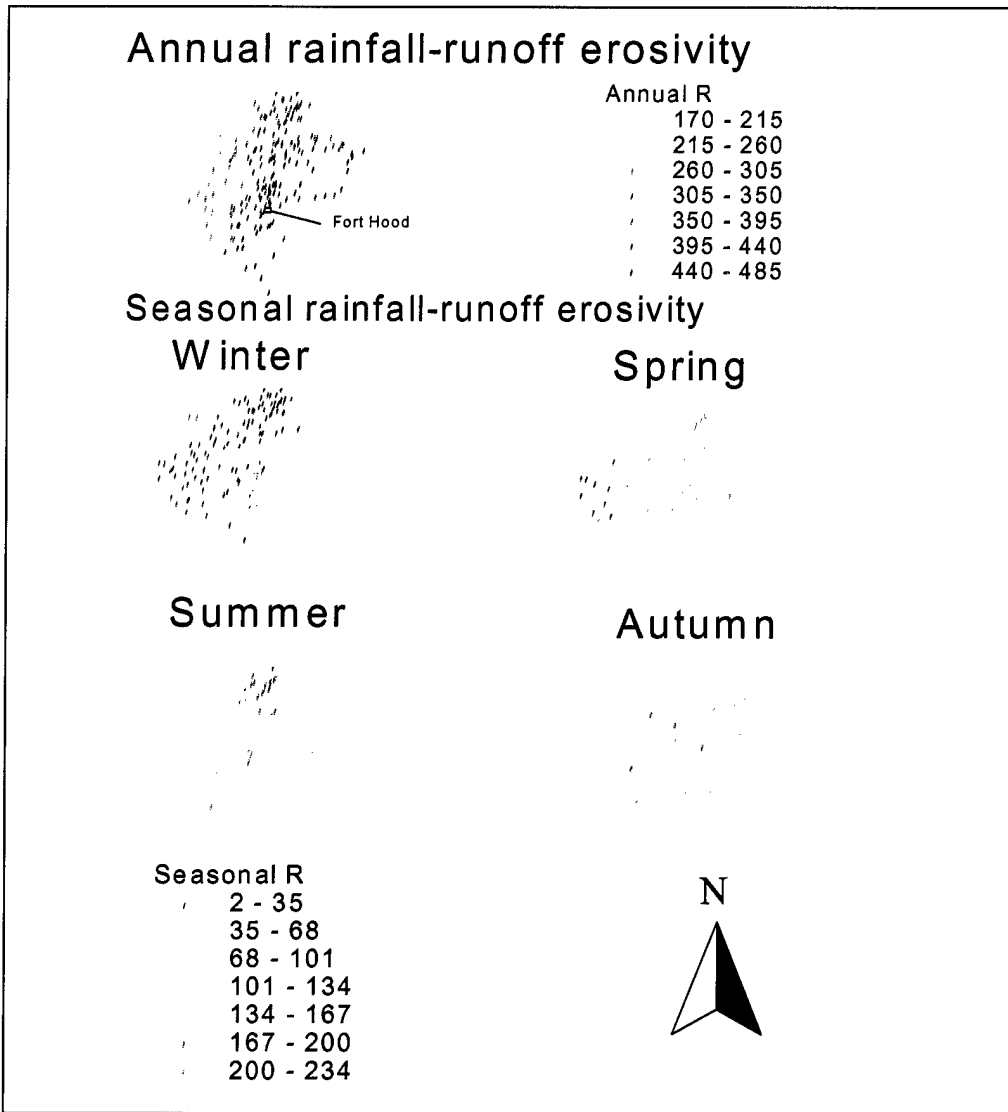 Annual rainfall-runoff erosivity
Annual R
170 - 215
215 - 260
260 - 305
305 - 350
350 - 395
395 - 440
440 - 485
Fort Hood
Seasonal rainfall-runoff erosivity
Winter
Spring
Summer
Autumn
Seasonal R
2 - 35
35 - 68
68 - 101
101 - 134
134 - 167
167 - 200
200 - 234
N